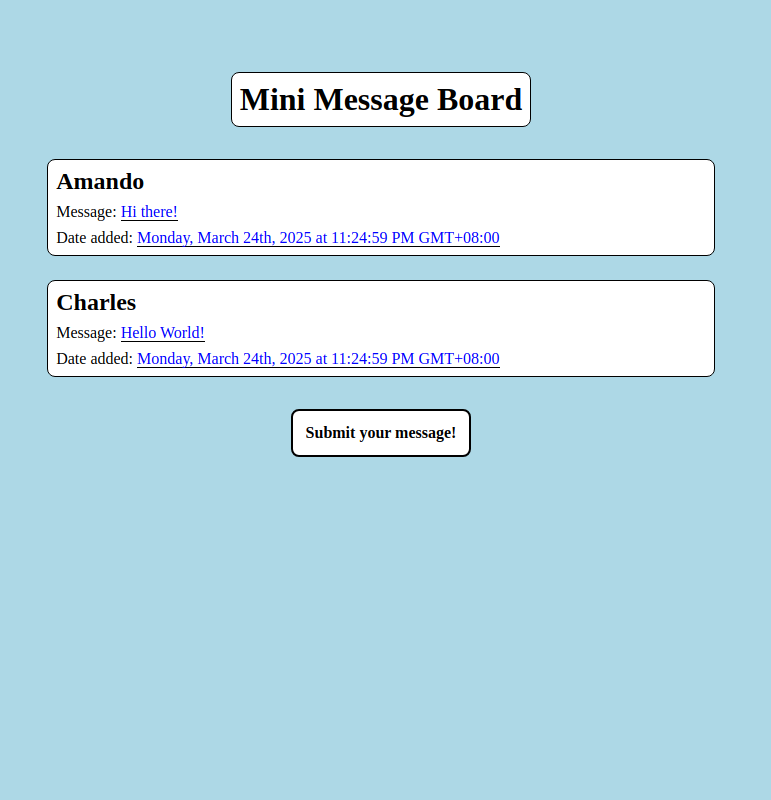 Mini Message Board
Amando
Message: Hi there!
Date added: Monday, March 24th, 2025 at 11:24:59 PM GMT+08:00
Charles
Message: Hello World!
Date added: Monday, March 24th, 2025 at 11:24:59 PM GMT+08:00
Submit your message!